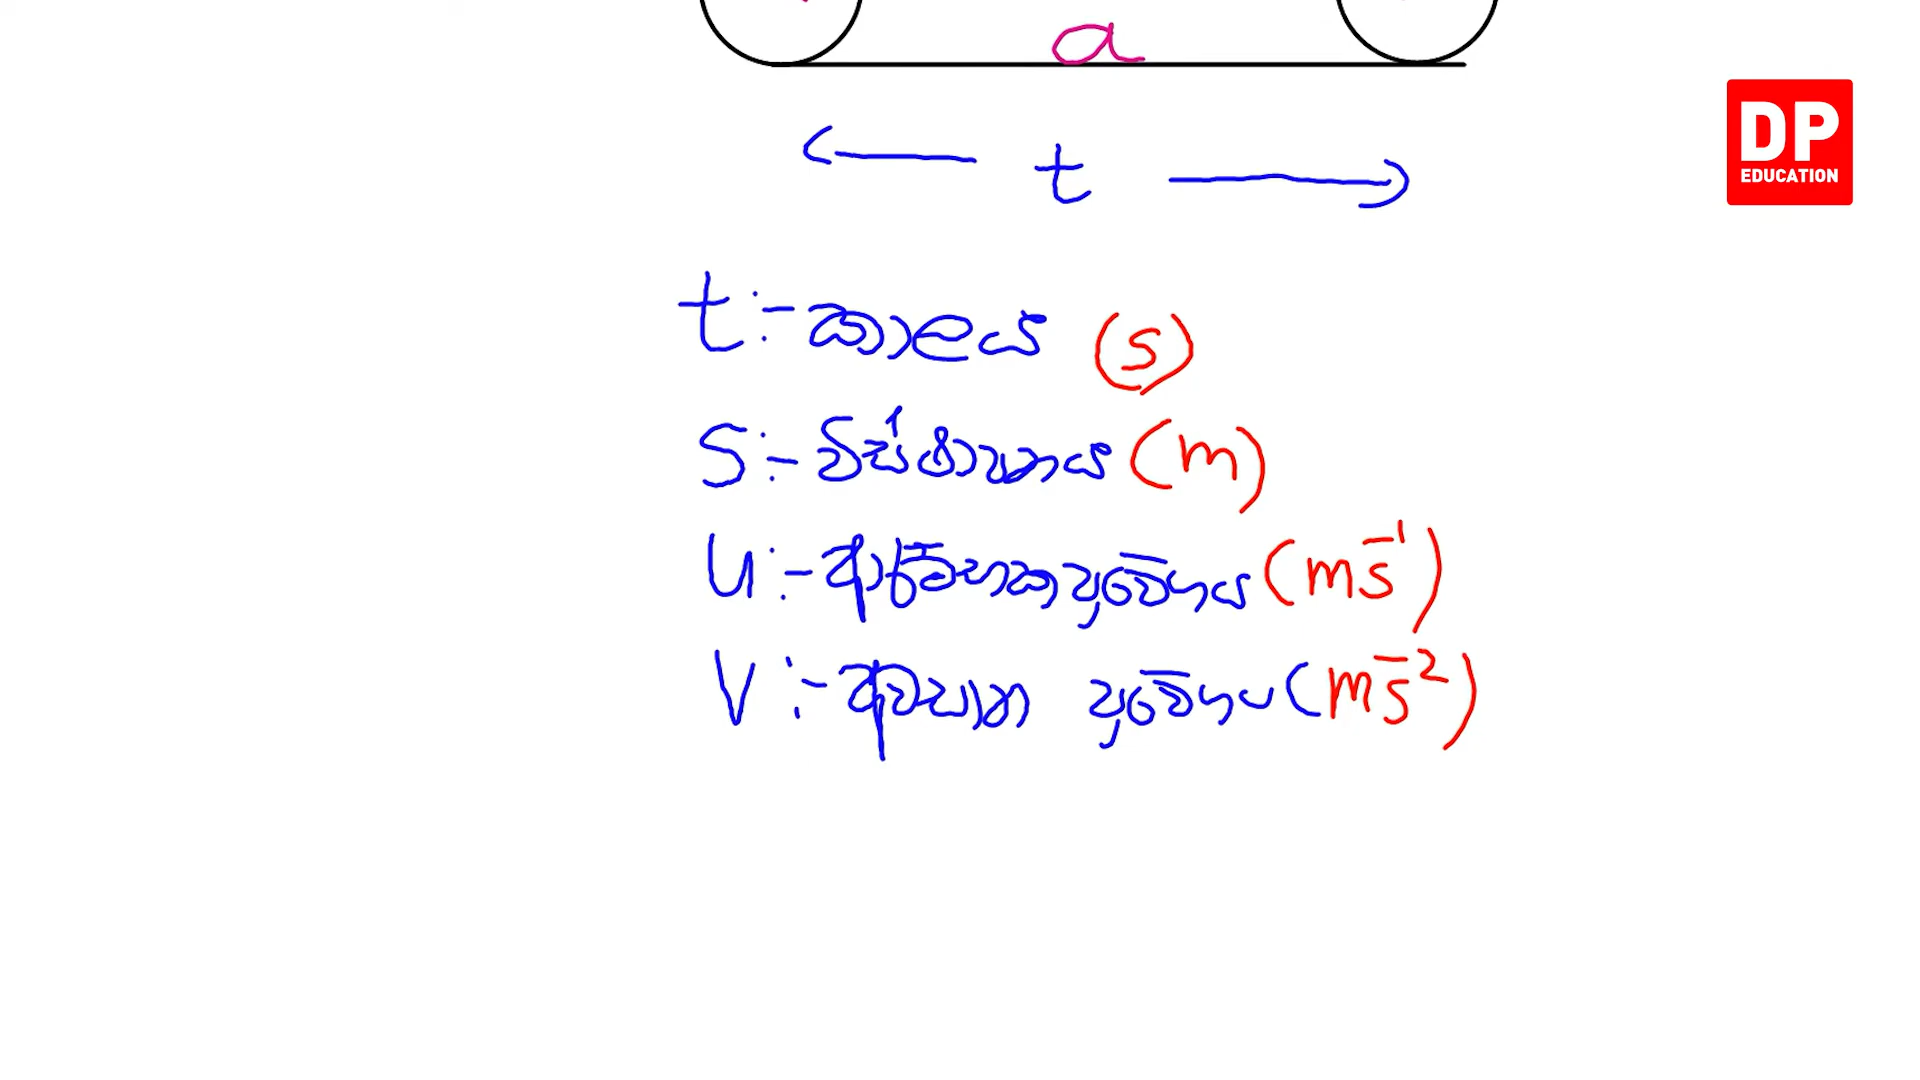 a
DP
EDUCATION
t
t :- කාලය (s)
S :- විස්ථාපනය (m)
u :- ආරම්භක ප්‍රවේගය (ms⁻¹)
V :- අවසාන ප්‍රවේගය (ms⁻²)